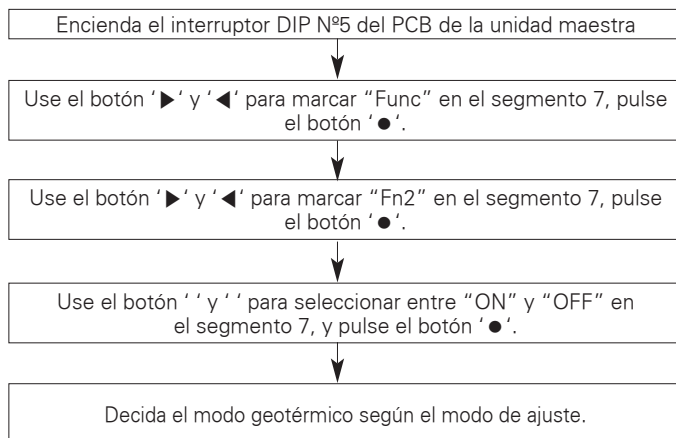 Encienda el interruptor DIP Nº5 del PCB de la unidad maestra
Use el botón ‘▶‘ y ‘◀‘ para marcar “Func” en el segmento 7, pulse
el botón ‘●‘.
Use el botón ‘▶‘ y ‘◀‘ para marcar “Fn2” en el segmento 7, pulse
el botón ‘●‘.
Use el botón ‘ ‘ y ‘ ‘ para seleccionar entre “ON” y “OFF” en
el segmento 7, y pulse el botón ‘●‘.
Decida el modo geotérmico según el modo de ajuste.